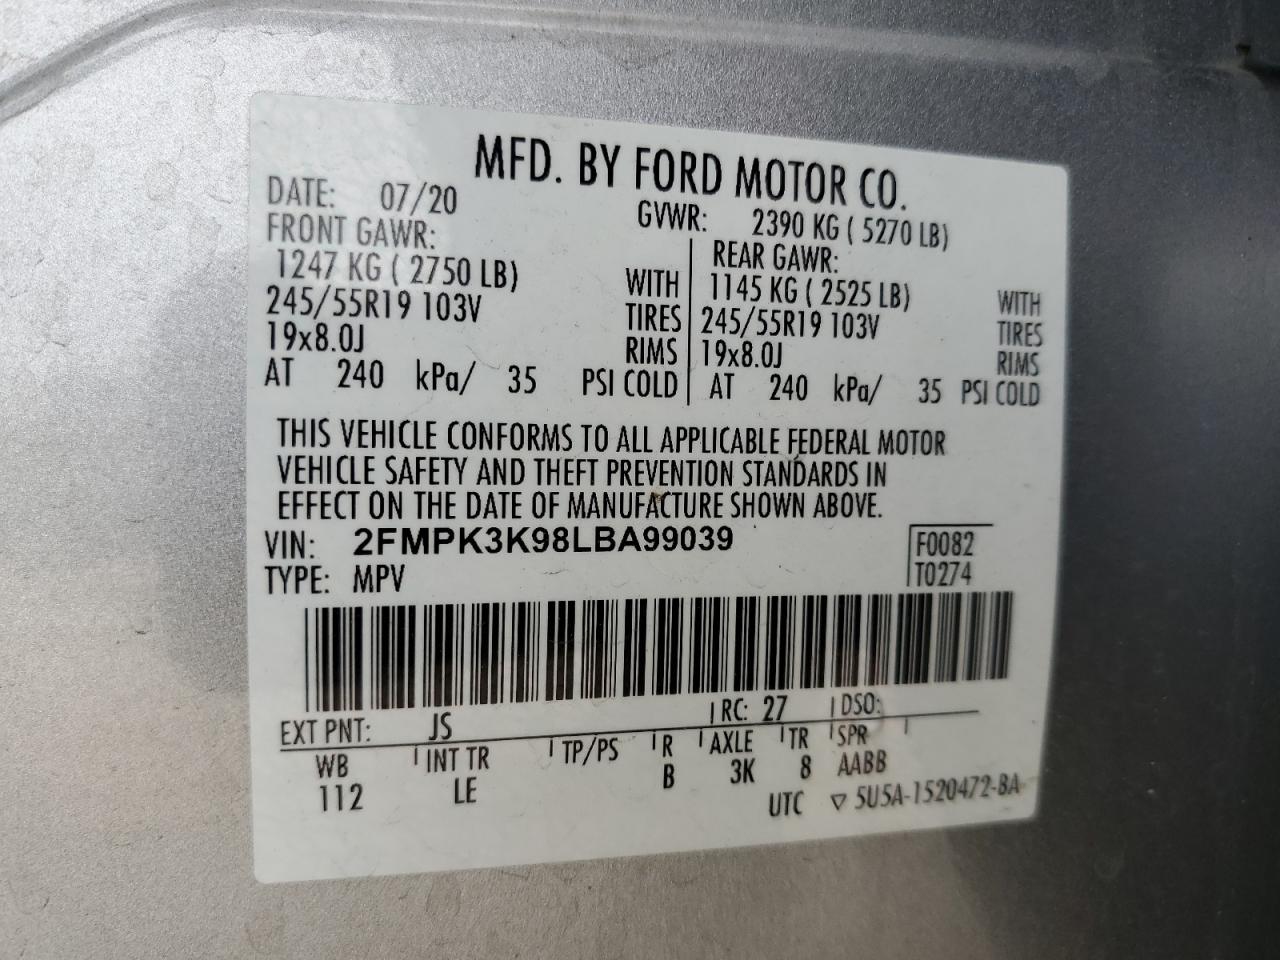 MFD. BY FORD MOTOR CO.
DATE: 07/20 GVWR: 2390 KG ( 5270 LB)
FRONT GAWR: REAR GAWR:
1247 KG ( 2750 LB) WITH 1145 KG ( 2525 LB) WITH
245/55R19 103V TIRES 245/55R19 103V TIRES
19x8.0J RIMS 19x8.0J RIMS
AT 240 kPa/ 35 PSI COLD AT 240 kPa/ 35 PSI COLD
THIS VEHICLE CONFORMS TO ALL APPLICABLE FEDERAL MOTOR
VEHICLE SAFETY AND THEFT PREVENTION STANDARDS IN
EFFECT ON THE DATE OF MANUFACTURE SHOWN ABOVE.
VIN: 2FMPK3K98LBA99039 F0082
TYPE: MPV T0274
EXT PNT: JS RC: 27 DSO:
WB INT TR TP/PS R AXLE TR SPR
112 LE B 3K 8 AABB
UTC ▽ 5U5A-1520472-BA